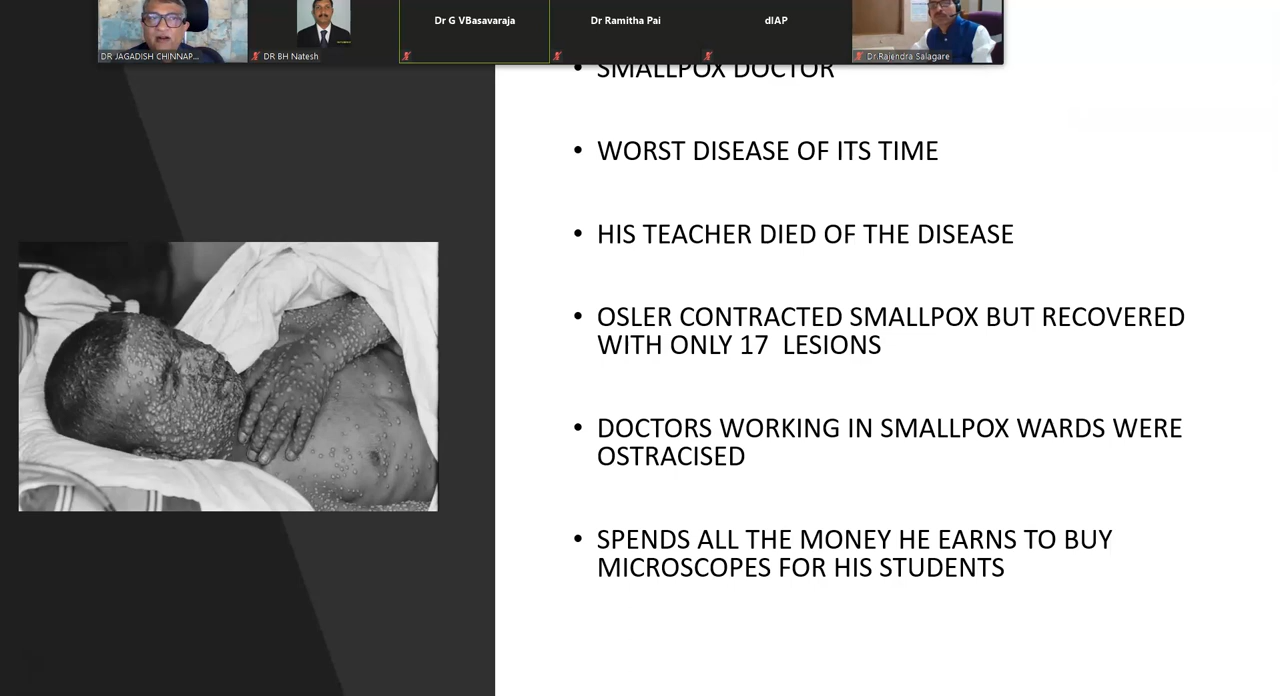 Dr G VBasavaraja
Dr Ramitha Pai
dIAP
DR JAGADISH CHINNAP...
DR BH Natesh
Dr.Rajendra Salagare
• SMALLPOX DOCTOR
• WORST DISEASE OF ITS TIME
• HIS TEACHER DIED OF THE DISEASE
• OSLER CONTRACTED SMALLPOX BUT RECOVERED
WITH ONLY 17 LESIONS
• DOCTORS WORKING IN SMALLPOX WARDS WERE
OSTRACISED
• SPENDS ALL THE MONEY HE EARNS TO BUY
MICROSCOPES FOR HIS STUDENTS